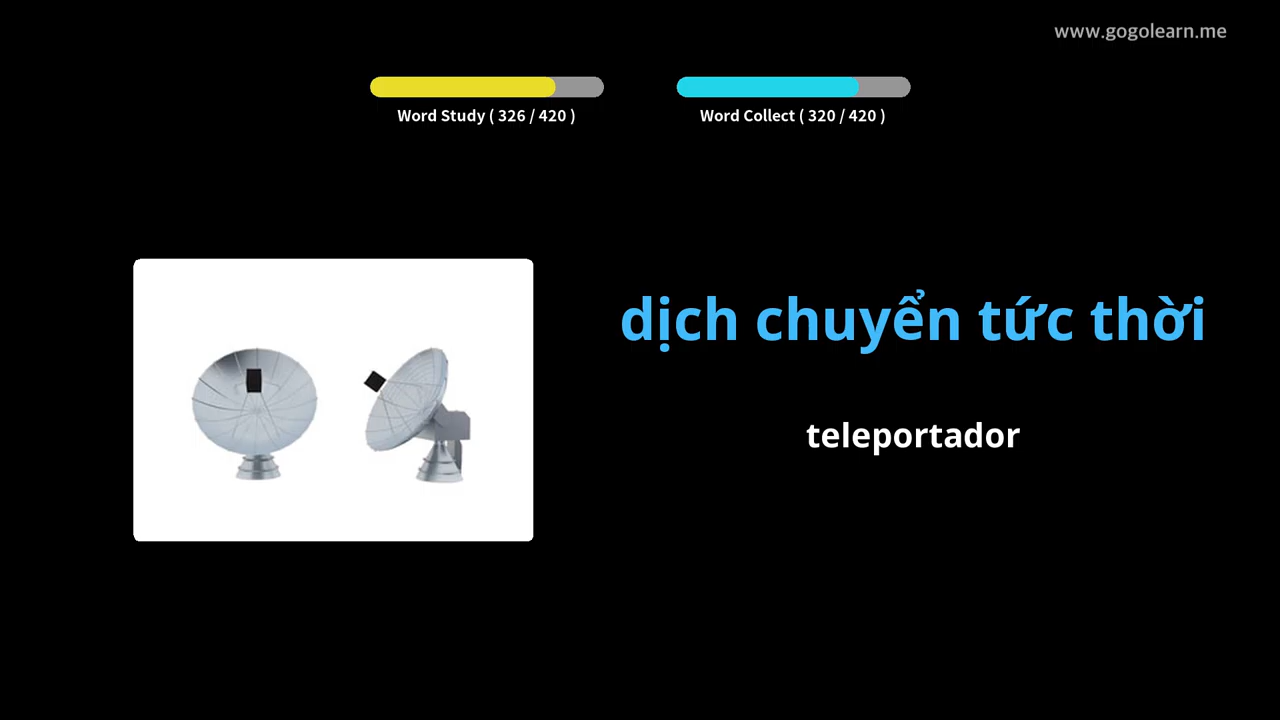 www.gogolearn.me
Word Study ( 326 / 420 )
Word Collect ( 320 / 420 )
dịch chuyển tức thời
teleportador